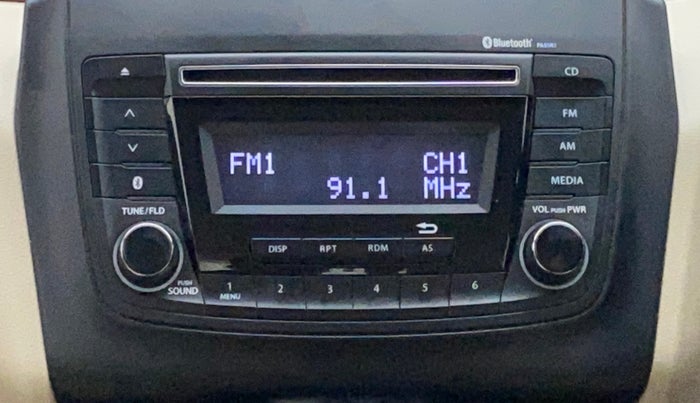 Bluetooth
CD
FM
AM
MEDIA
FM1 CH1
91.1 MHz
TUNE/FLD
VOL PUSH PWR
DISP RPT RDM AS
PUSH
SOUND
1 2 3 4 5 6
MENU